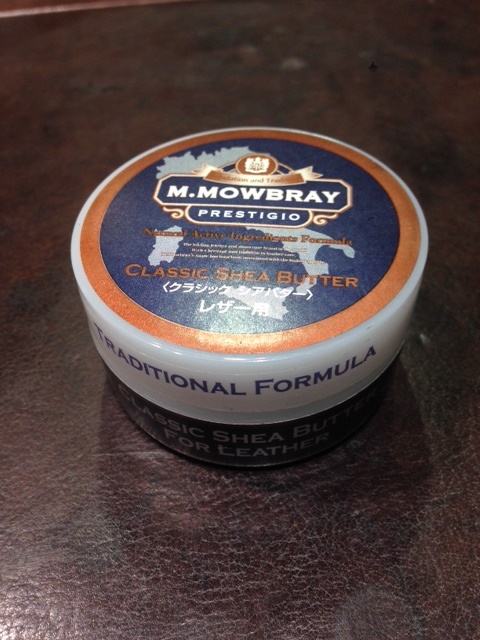 M.MOWBRAY
PRESTIGIO
Natural Active Ingredients Formula
CLASSIC SHEA BUTTER
〈クラシック シアバター〉
レザー用
TRADITIONAL FORMULA
CLASSIC SHEA BUTTER
FOR LEATHER